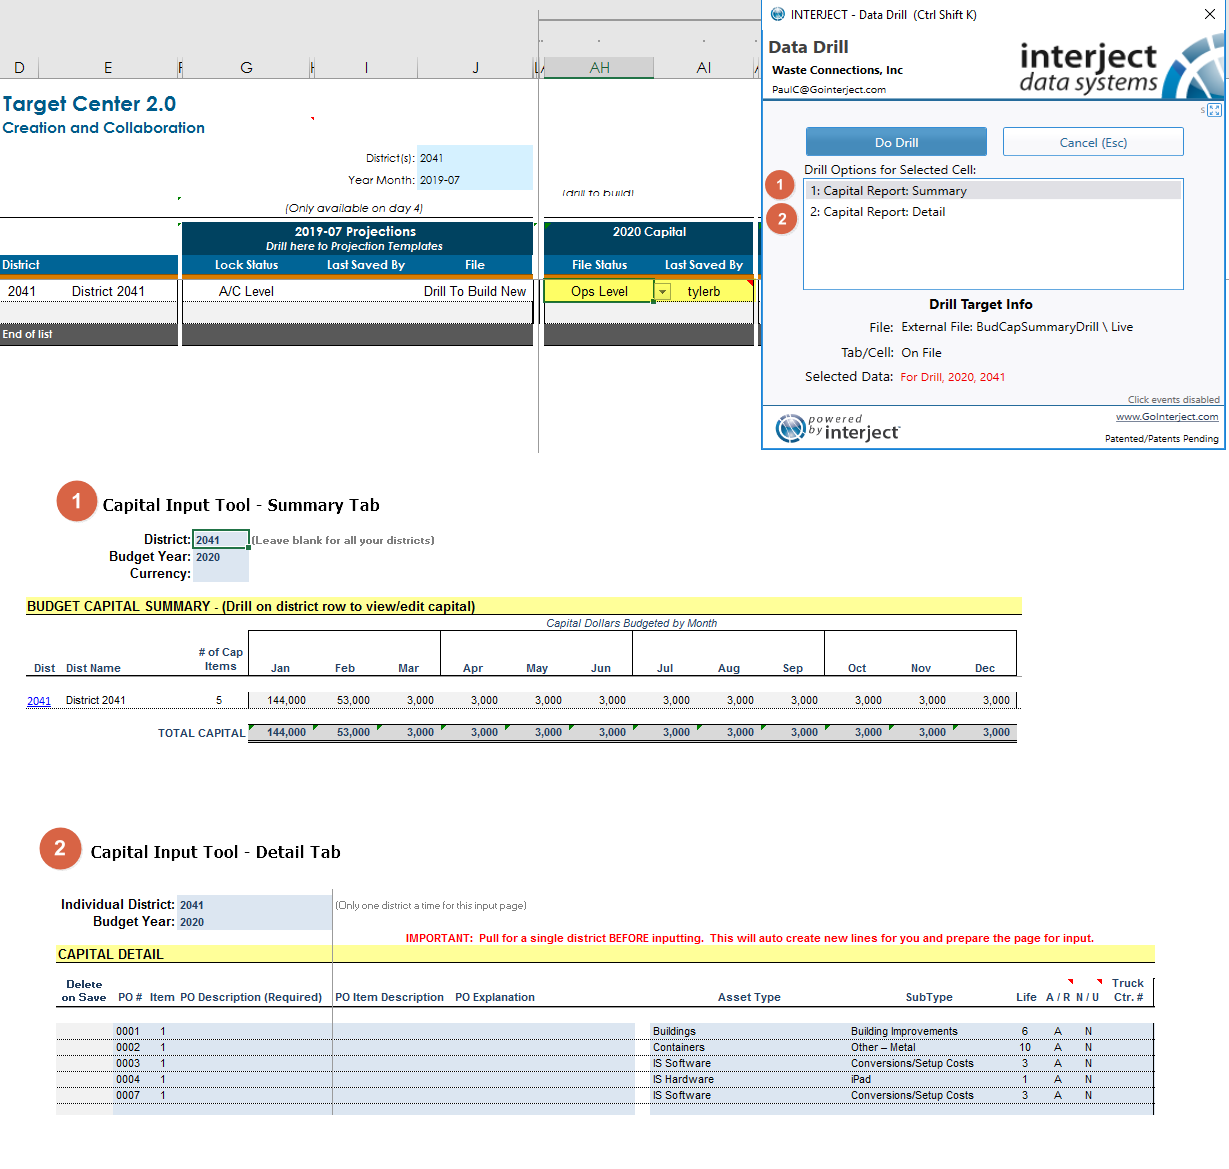 INTERJECT - Data Drill (Ctrl Shift K)
Data Drill
Waste Connections, Inc
PaulC@GoInterject.com
interject
data systems
D E F G H I J L AH AI
Target Center 2.0
Creation and Collaboration
District(s): 2041
Year Month: 2019-07
(drill to build)
(Only available on day 4)
2019-07 Projections
Drill here to Projection Templates
2020 Capital
District Lock Status Last Saved By File File Status Last Saved By
2041 District 2041 A/C Level Drill To Build New Ops Level tylerb
End of list
Do Drill Cancel (Esc)
Drill Options for Selected Cell:
1 1: Capital Report: Summary
2 2: Capital Report: Detail
Drill Target Info
File: External File: BudCapSummaryDrill \ Live
Tab/Cell: On File
Selected Data: For Drill, 2020, 2041
Click events disabled
powered
by interject
www.GoInterject.com
Patented/Patents Pending
1 Capital Input Tool - Summary Tab
District: 2041 (Leave blank for all your districts)
Budget Year: 2020
Currency:
BUDGET CAPITAL SUMMARY - (Drill on district row to view/edit capital)
Capital Dollars Budgeted by Month
# of Cap
Dist Dist Name Items Jan Feb Mar Apr May Jun Jul Aug Sep Oct Nov Dec
2041 District 2041 5 144,000 53,000 3,000 3,000 3,000 3,000 3,000 3,000 3,000 3,000 3,000 3,000
TOTAL CAPITAL 144,000 53,000 3,000 3,000 3,000 3,000 3,000 3,000 3,000 3,000 3,000 3,000
2 Capital Input Tool - Detail Tab
Individual District: 2041 (Only one district a time for this input page)
Budget Year: 2020
IMPORTANT: Pull for a single district BEFORE inputting. This will auto create new lines for you and prepare the page for input.
CAPITAL DETAIL
Delete Truck
on Save PO # Item PO Description (Required) PO Item Description PO Explanation Asset Type SubType Life A / R N / U Ctr. #
0001 1 Buildings Building Improvements 6 A N
0002 1 Containers Other – Metal 10 A N
0003 1 IS Software Conversions/Setup Costs 3 A N
0004 1 IS Hardware iPad 1 A N
0007 1 IS Software Conversions/Setup Costs 3 A N